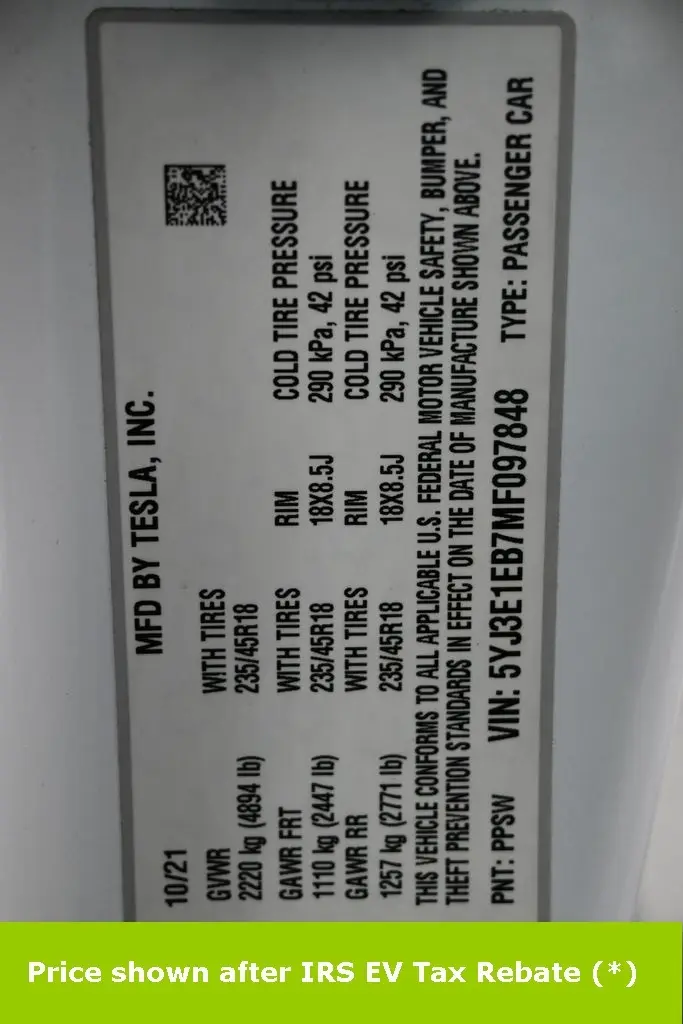 MFD BY TESLA, INC.
10/21
GVWR WITH TIRES
2220 kg (4894 lb) 235/45R18
GAWR FRT WITH TIRES RIM COLD TIRE PRESSURE
1110 kg (2447 lb) 235/45R18 18X8.5J 290 kPa, 42 psi
GAWR RR WITH TIRES RIM COLD TIRE PRESSURE
1257 kg (2771 lb) 235/45R18 18X8.5J 290 kPa, 42 psi
THIS VEHICLE CONFORMS TO ALL APPLICABLE U.S. FEDERAL MOTOR VEHICLE SAFETY, BUMPER, AND
THEFT PREVENTION STANDARDS IN EFFECT ON THE DATE OF MANUFACTURE SHOWN ABOVE.
PNT: PPSW VIN: 5YJ3E1EB7MF097848 TYPE: PASSENGER CAR
Price shown after IRS EV Tax Rebate (*)